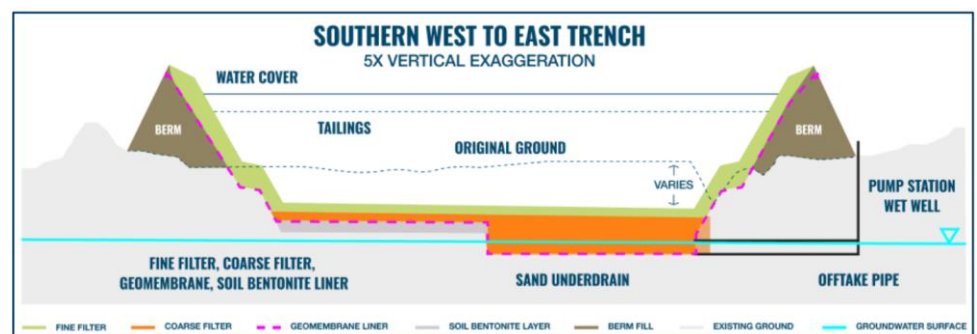 SOUTHERN WEST TO EAST TRENCH
5X VERTICAL EXAGGERATION
WATER COVER
BERM
TAILINGS
BERM
ORIGINAL GROUND
VARIES
PUMP STATION
WET WELL
FINE FILTER, COARSE FILTER,
GEOMEMBRANE, SOIL BENTONITE LINER
SAND UNDERDRAIN
OFFTAKE PIPE
FINE FILTER
COARSE FILTER
GEOMEMBRANE LINER
SOIL BENTONITE LAYER
BERM FILL
EXISTING GROUND
GROUNDWATER SURFACE